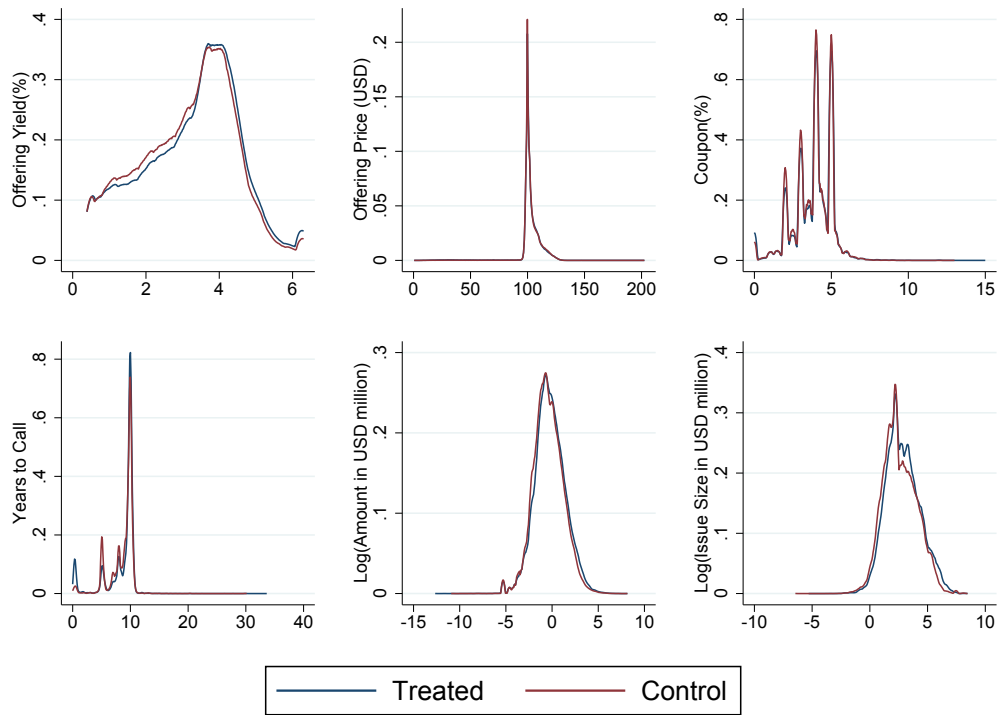 Offering Yield(%)
0 .1 .2 .3 .4
0 2 4 6
Offering Price (USD)
0 .05 .1 .15 .2
0 50 100 150 200
Coupon(%)
0 .2 .4 .6 .8
0 5 10 15
Years to Call
0 .2 .4 .6 .8
0 10 20 30 40
Log(Amount in USD million)
0 .1 .2 .3
-15 -10 -5 0 5 10
Log(Issue Size in USD million)
0 .1 .2 .3 .4
-10 -5 0 5 10
Treated Control